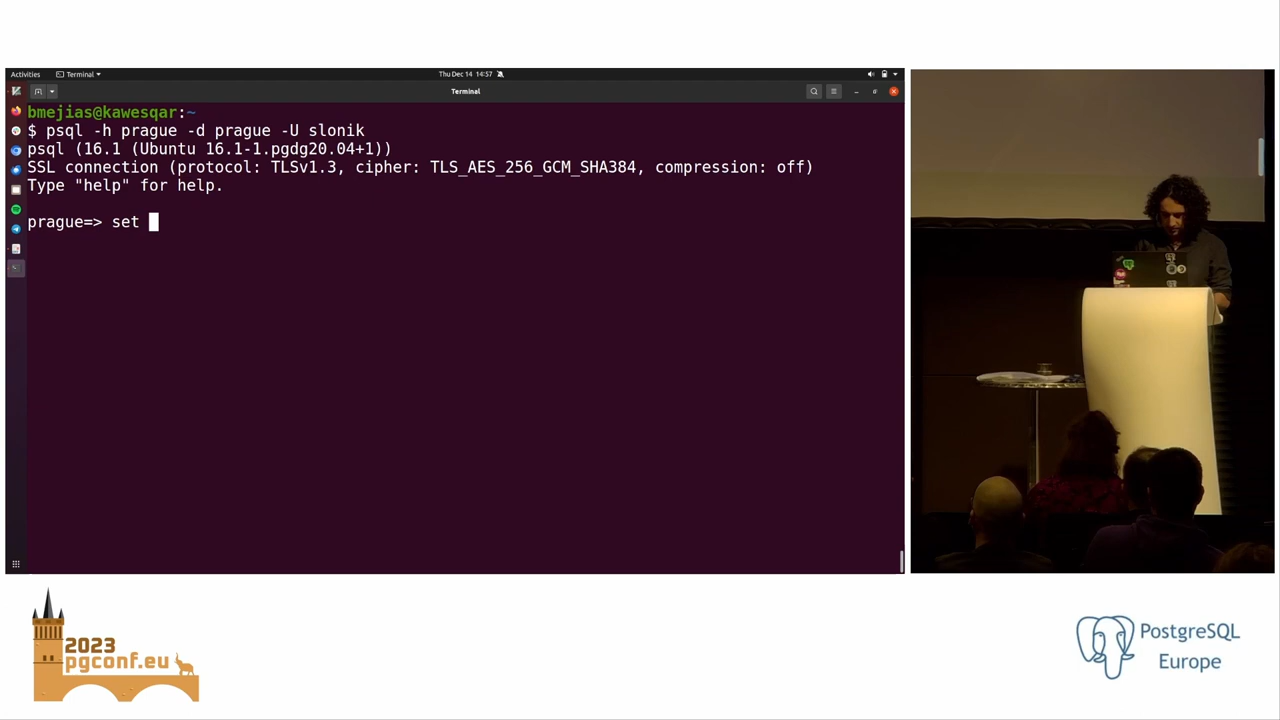 Activities
Terminal
Thu Dec 14 14:57
Terminal
bmejias@kawesqar:~
$ psql -h prague -d prague -U slonik
psql (16.1 (Ubuntu 16.1-1.pgdg20.04+1))
SSL connection (protocol: TLSv1.3, cipher: TLS_AES_256_GCM_SHA384, compression: off)
Type "help" for help.
prague=> set
2023
pgconf.eu
PostgreSQL
Europe